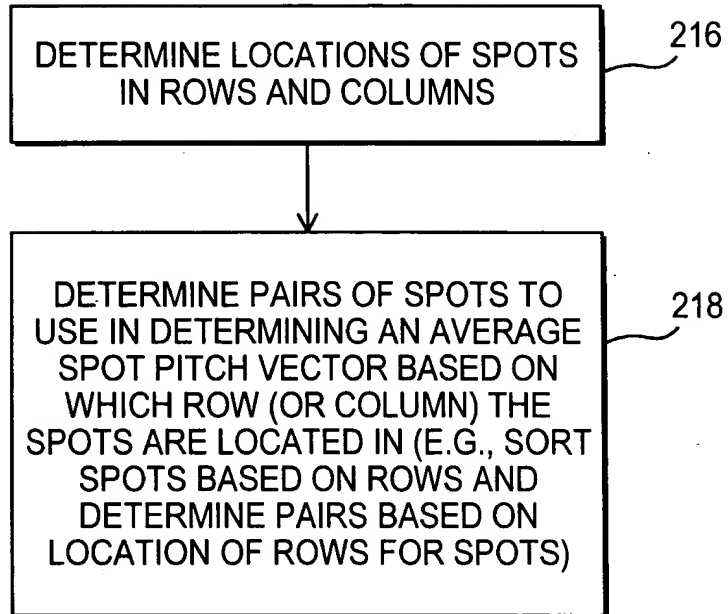 DETERMINE LOCATIONS OF SPOTS
IN ROWS AND COLUMNS
216
DETERMINE PAIRS OF SPOTS TO
USE IN DETERMINING AN AVERAGE
SPOT PITCH VECTOR BASED ON
WHICH ROW (OR COLUMN) THE
SPOTS ARE LOCATED IN (E.G., SORT
SPOTS BASED ON ROWS AND
DETERMINE PAIRS BASED ON
LOCATION OF ROWS FOR SPOTS)
218